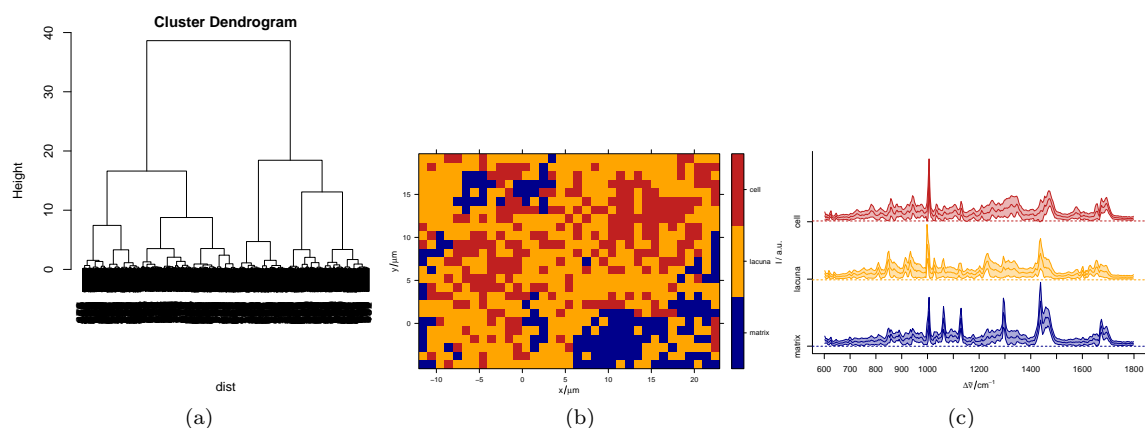 Cluster Dendrogram
Height
40
30
20
10
0
dist
(a)
y/μm
15
10
5
0
−10
−5
0
5
10
15
20
x/μm
cell
lacuna
matrix
(b)
I / a.u.
cell
lacuna
matrix
600
800
1000
1200
1400
1600
1800
Δν̃/cm⁻¹
(c)